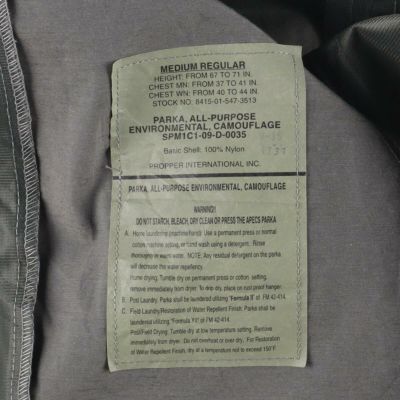 MEDIUM REGULAR
HEIGHT: FROM 67 TO 71 IN.
CHEST MN: FROM 37 TO 41 IN.
CHEST WN: FROM 40 TO 44 IN.
STOCK NO. 8415-01-547-3513
PARKA, ALL-PURPOSE
ENVIRONMENTAL, CAMOUFLAGE
SPM1C1-09-D-0035
Basic Shell: 100% Nylon
PROPPER INTERNATIONAL INC.
PARKA, ALL-PURPOSE ENVIRONMENTAL, CAMOUFLAGE
WARNING!!
DO NOT STARCH, BLEACH, DRY CLEAN OR PRESS THE APECS PARKA
A. Home laundering (machine/hand): Use a permanent press or normal
cotton machine setting, or hand wash using a detergent. Rinse
thoroughly in warm water. NOTE: Any residual detergent on the parka
will decrease the water repellency.
Home drying: Tumble dry on permanent press or cotton setting,
remove immediately from dryer. To drip dry, place on rust proof hanger.
B. Post Laundry: Parka shall be laundered utilizing "Formula II" of FM 42-414
C. Field Laundry/Restoration of Water Repellent Finish: Parka shall be
laundered utilizing "Formula II" of FM 42-414
Post/Field Drying: Tumble dry at low temperature setting. Remove
immediately from dryer. Do not overheat or over dry. For Restoration
of Water Repellent Finish, dry at a temperature not to exceed 150°F.